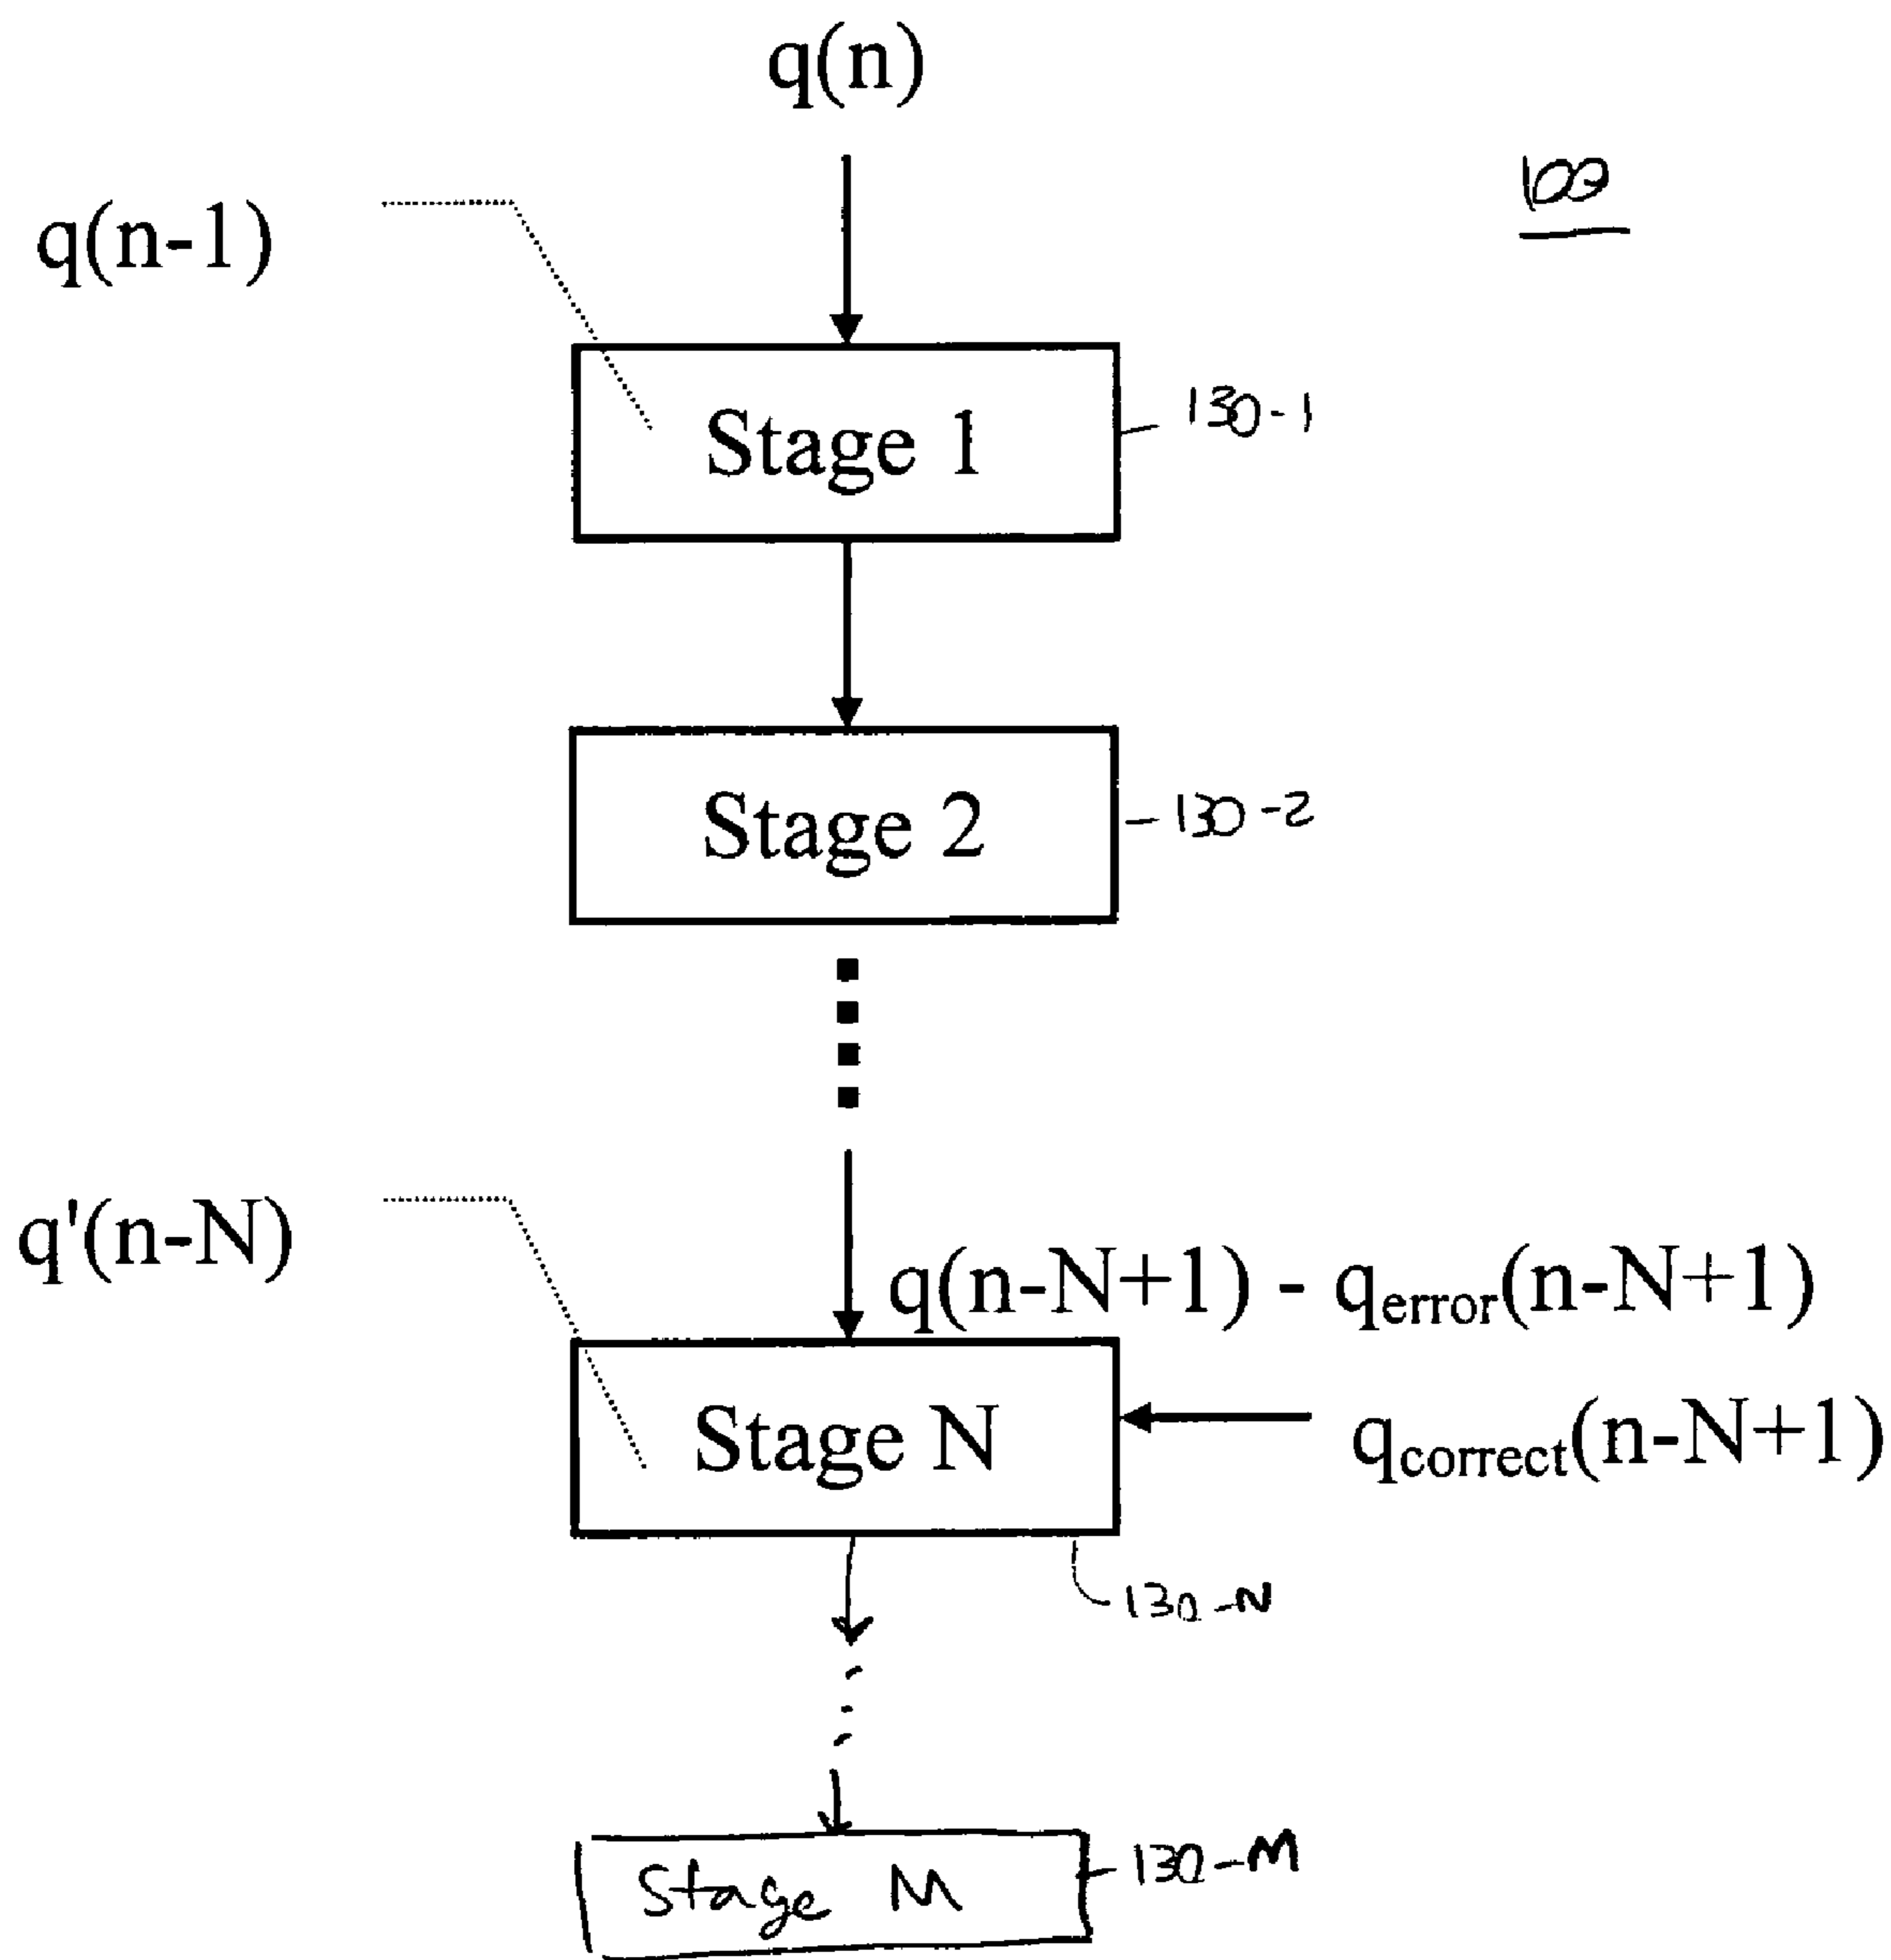 q(n)
100
q(n-1)
Stage 1
130-1
Stage 2
130-2
q'(n-N)
q(n-N+1) - q_error(n-N+1)
Stage N
q_correct(n-N+1)
130-N
Stage M
130-M